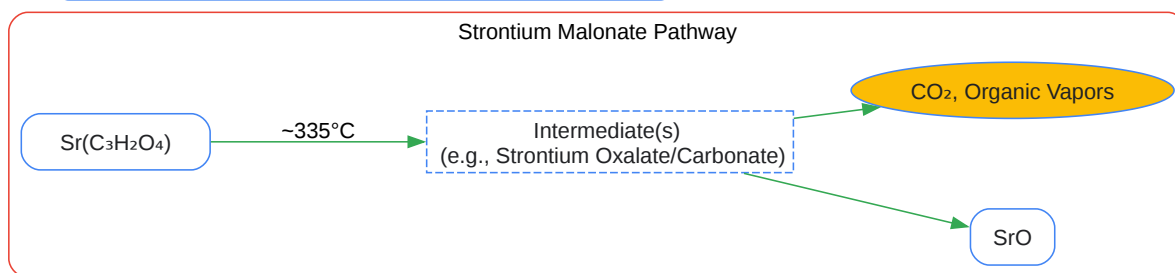 Strontium Malonate Pathway
CO₂, Organic Vapors
Sr(C₃H₂O₄)
~335°C
Intermediate(s)
(e.g., Strontium Oxalate/Carbonate)
SrO